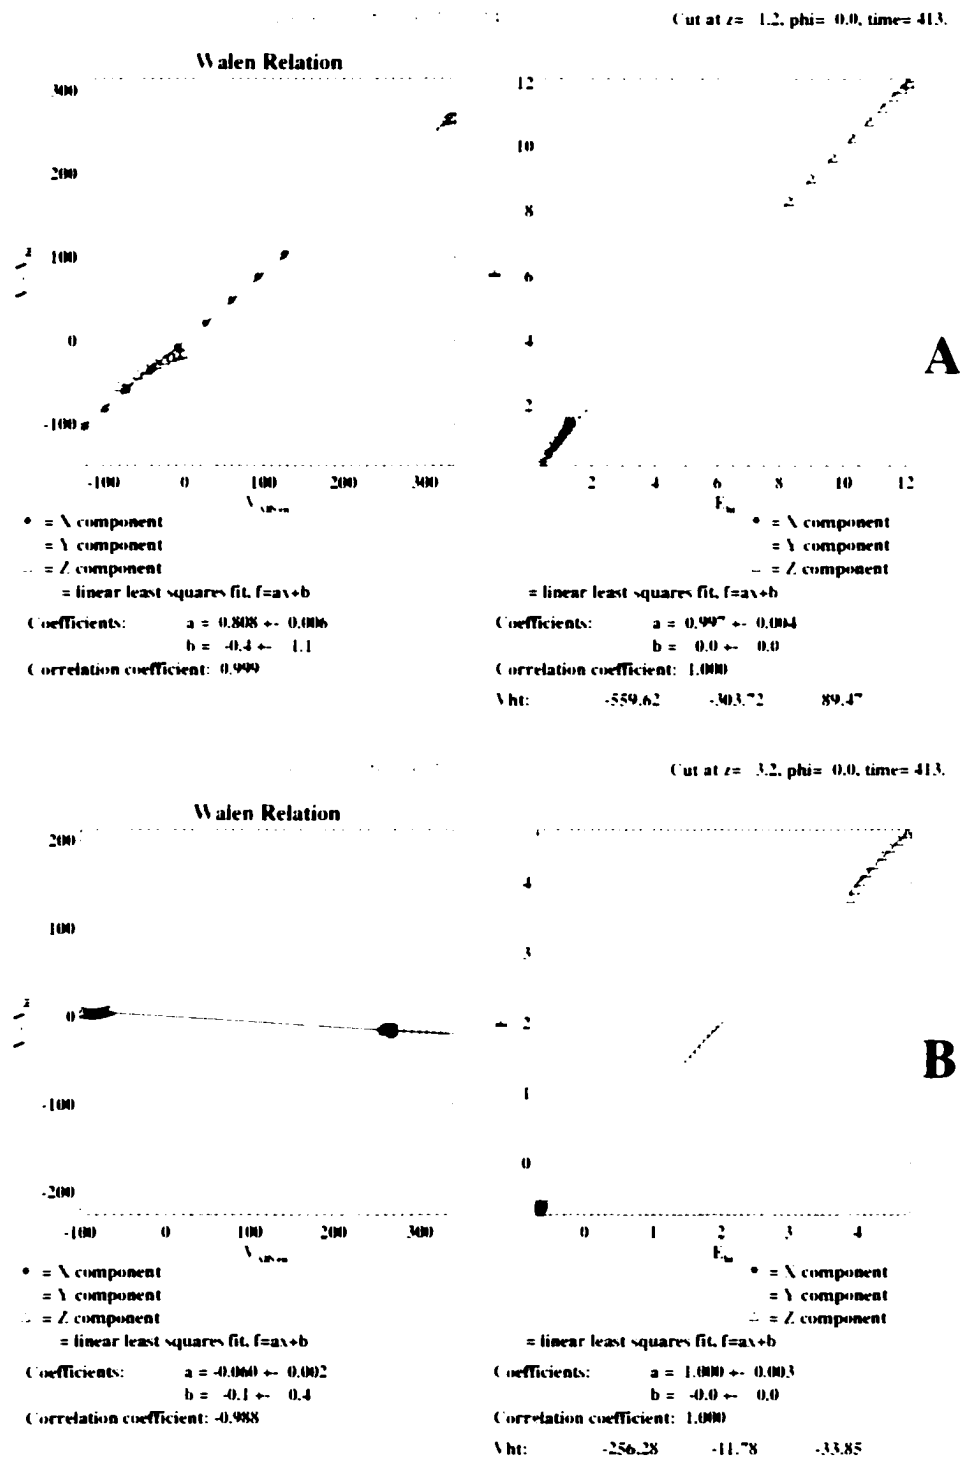 Cut at z= 1.2, phi= 0.0, time= 413.
Walen Relation
300
200
100
0
-100
-100 0 100 200 300
12
10
8
6
4
2
2 4 6 8 10 12
A
= X component
= Y component
= Z component
= linear least squares fit, f=ax+b
Coefficients: a = 0.808 +- 0.006
b = -0.4 +- 1.1
Correlation coefficient: 0.999
= X component
= Y component
= Z component
= linear least squares fit, f=ax+b
Coefficients: a = 0.997 +- 0.004
b = 0.0 +- 0.0
Correlation coefficient: 1.000
Vht: -559.62 -303.72 89.47
Cut at z= 3.2, phi= 0.0, time= 413.
Walen Relation
200
100
0
-100
-200
-100 0 100 200 300
4
3
2
1
0
0 1 2 3 4
B
= X component
= Y component
= Z component
= linear least squares fit, f=ax+b
Coefficients: a = -0.060 +- 0.002
b = -0.1 +- 0.4
Correlation coefficient: -0.988
= X component
= Y component
= Z component
= linear least squares fit, f=ax+b
Coefficients: a = 1.000 +- 0.003
b = -0.0 +- 0.0
Correlation coefficient: 1.000
Vht: -256.28 -11.78 -33.85